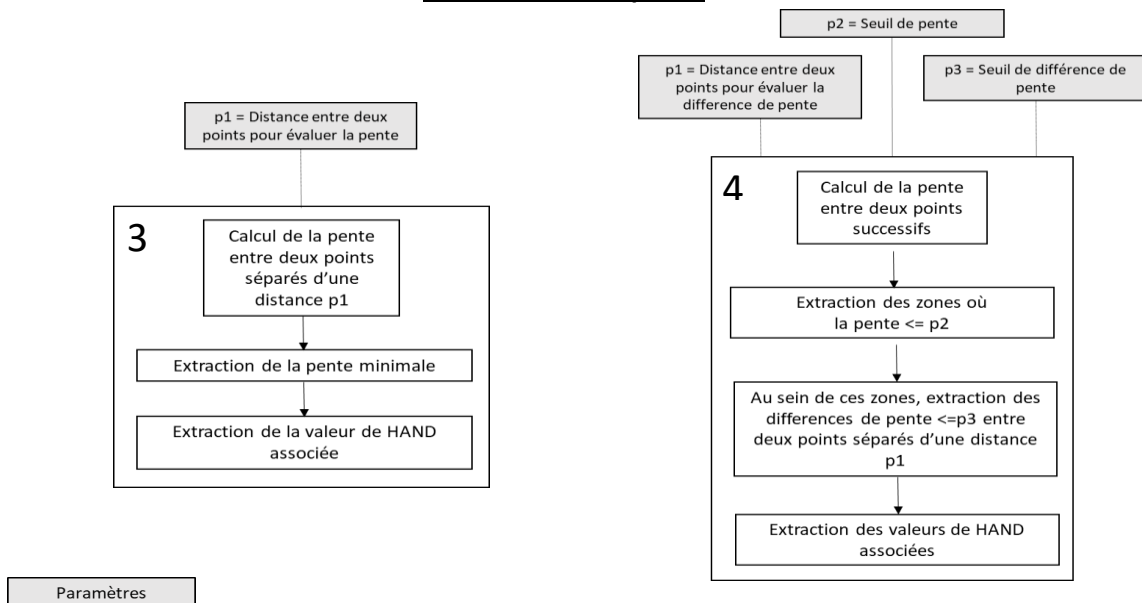 p2 = Seuil de pente
p1 = Distance entre deux
points pour évaluer la
difference de pente
p3 = Seuil de différence de
pente
p1 = Distance entre deux
points pour évaluer la pente
3
Calcul de la pente
entre deux points
séparés d’une
distance p1
Extraction de la pente minimale
Extraction de la valeur de HAND
associée
4
Calcul de la pente
entre deux points
successifs
Extraction des zones où
la pente <= p2
Au sein de ces zones, extraction des
differences de pente <=p3 entre
deux points séparés d’une distance
p1
Extraction des valeurs de HAND
associées
Paramètres